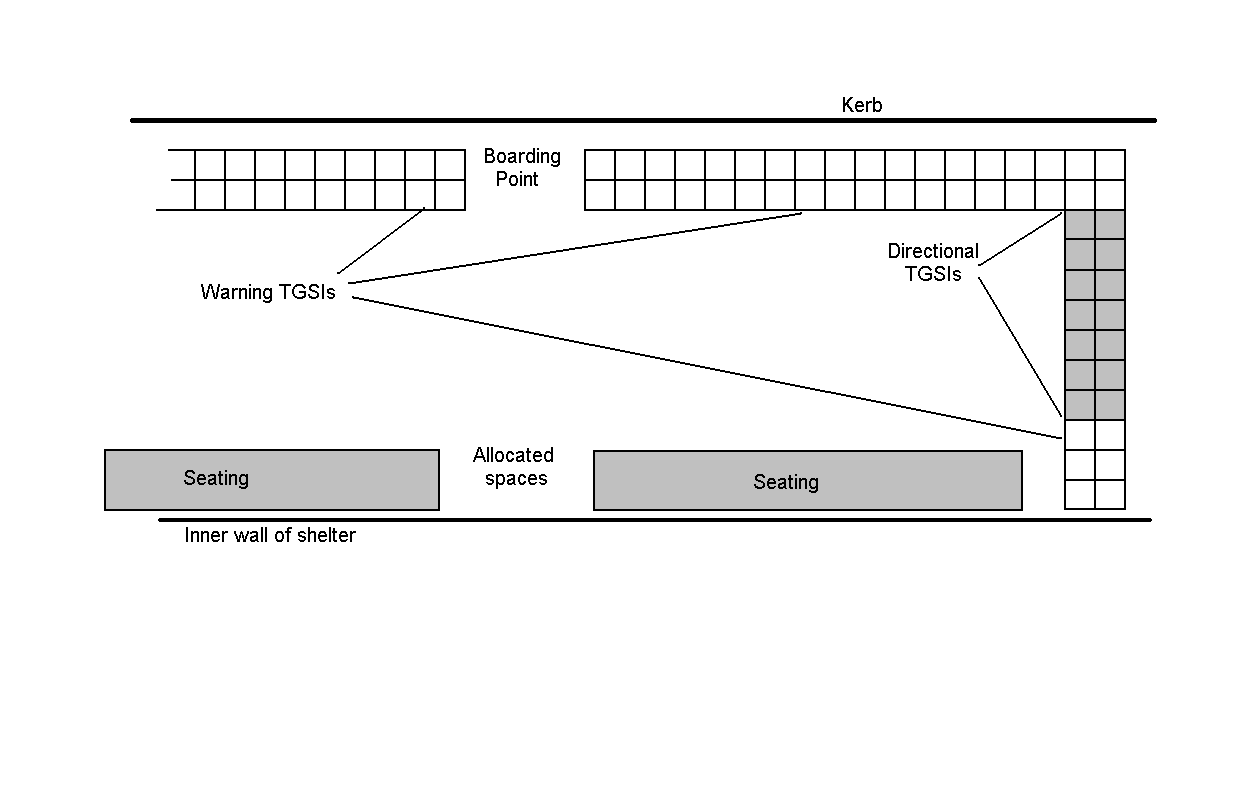 Kerb
Boarding
Point
Directional
TGSIs
Warning TGSIs
Allocated
spaces
Seating
Seating
Inner wall of shelter